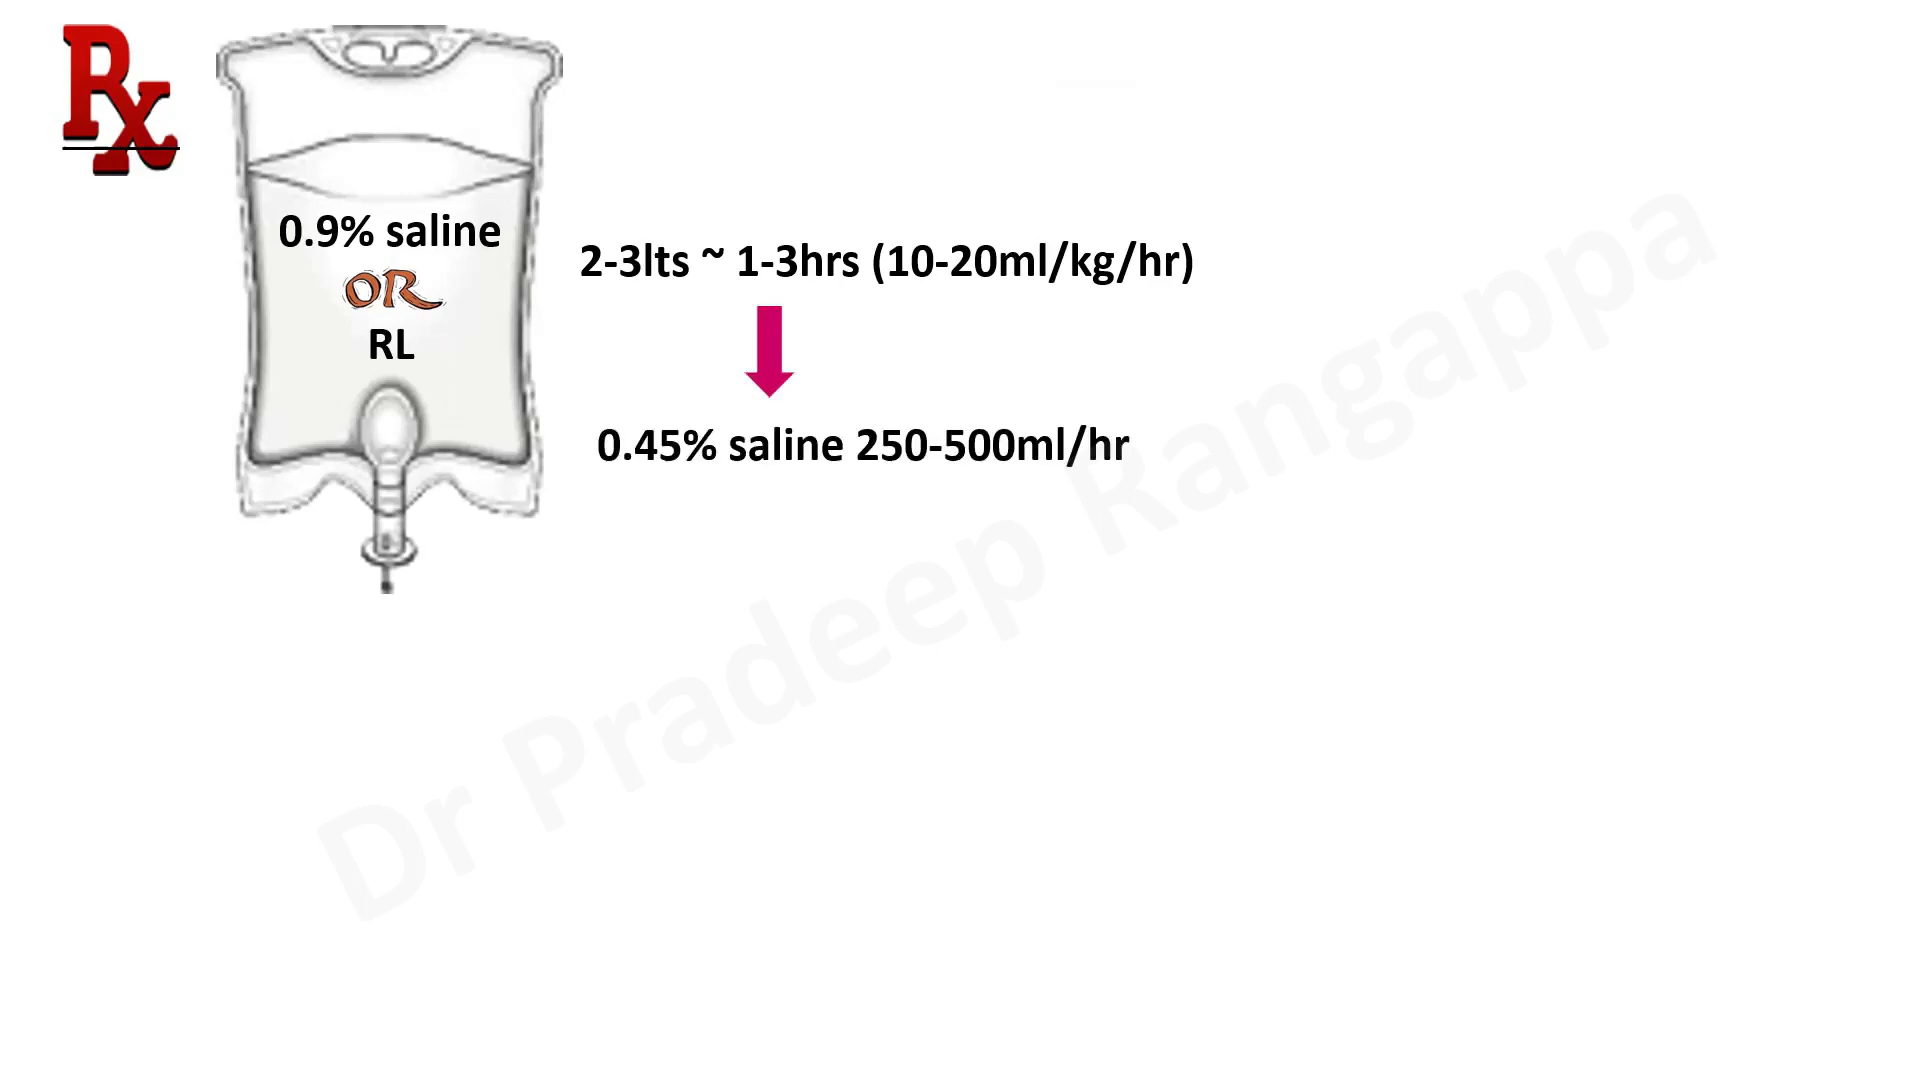 Rx
0.9% saline
OR
RL
2-3lts ~ 1-3hrs (10-20ml/kg/hr)
0.45% saline 250-500ml/hr
Dr Pradeep Rangappa